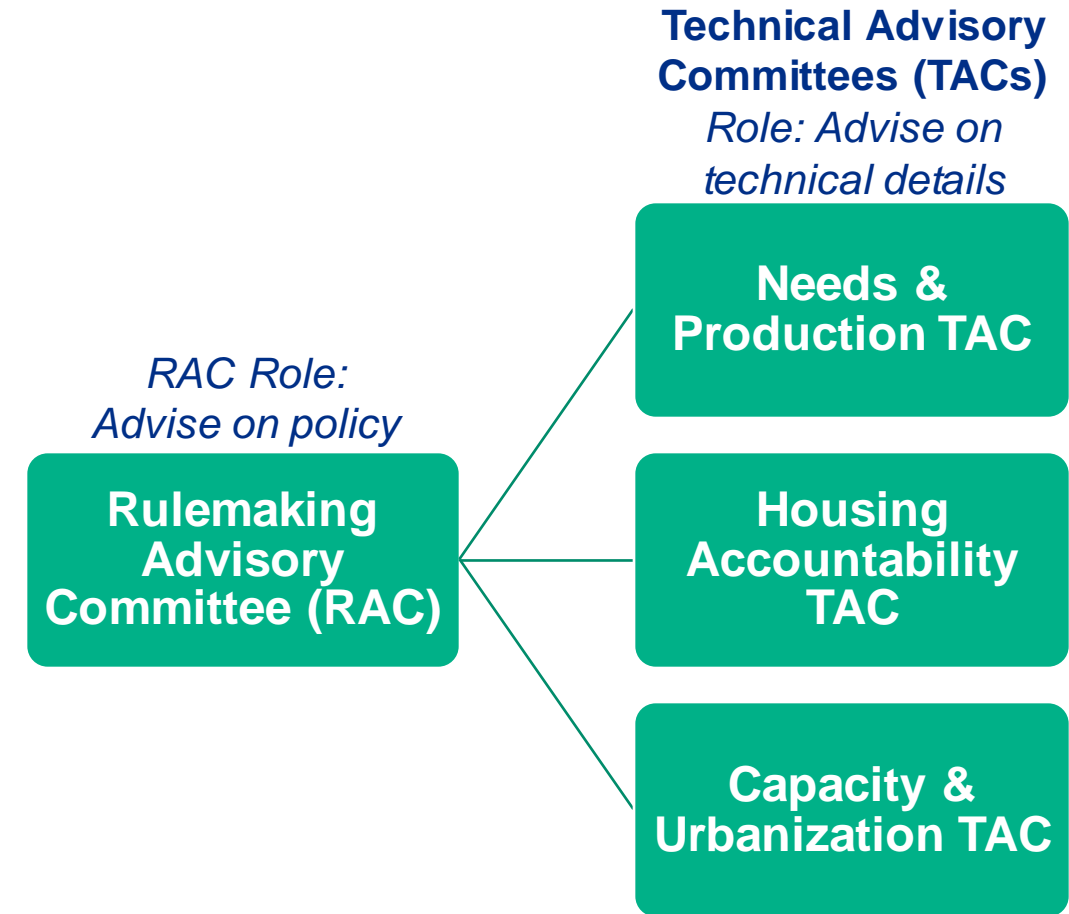 Technical Advisory
Committees (TACs)
Role: Advise on
technical details
Needs &
Production TAC
RAC Role:
Advise on policy
Rulemaking
Advisory
Committee (RAC)
Housing
Accountability
TAC
Capacity &
Urbanization TAC